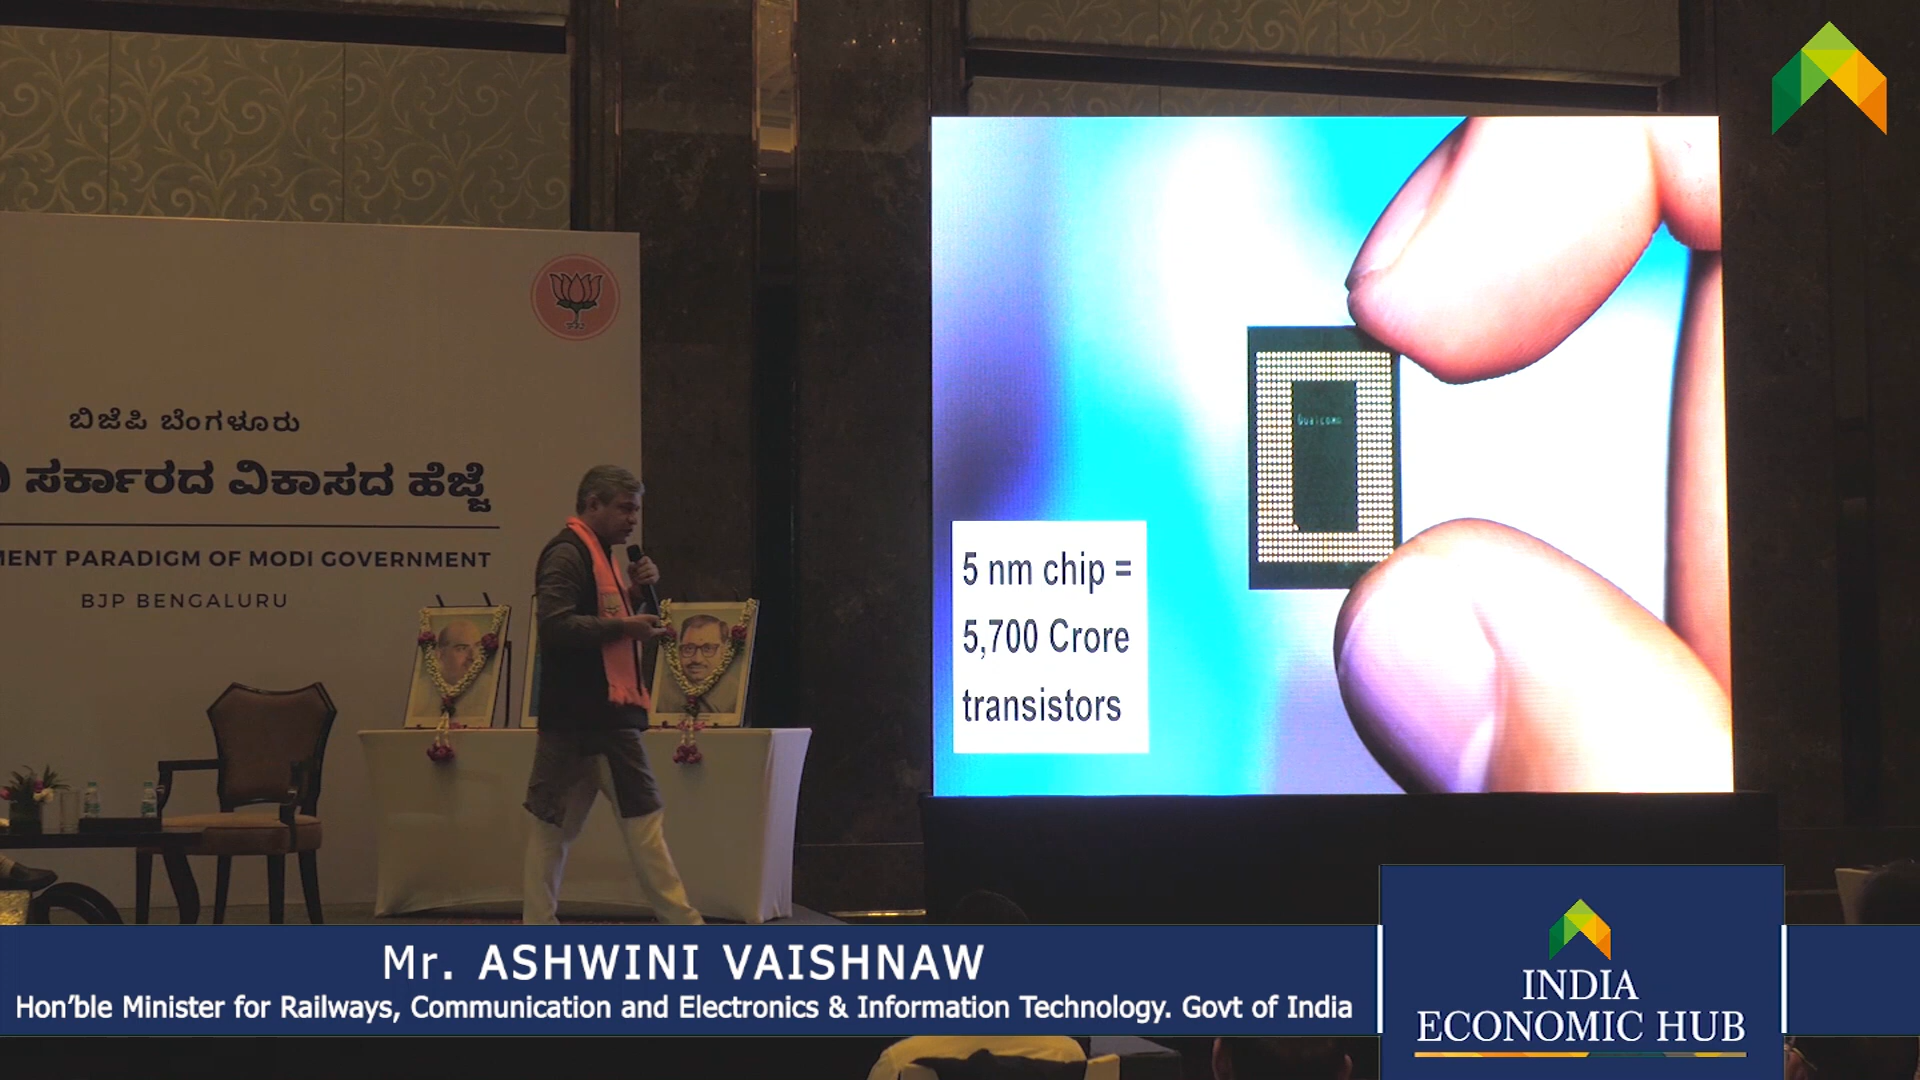 ಬಿಜೆಪಿ ಬೆಂಗಳೂರು
ಸರ್ಕಾರದ ವಿಕಾಸದ ಹೆಜ್ಜೆ
PARADIGM OF MODI GOVERNMENT
BJP BENGALURU
Qualcomm
5 nm chip =
5,700 Crore
transistors
Mr. ASHWINI VAISHNAW
Hon'ble Minister for Railways, Communication and Electronics & Information Technology. Govt of India
INDIA
ECONOMIC HUB